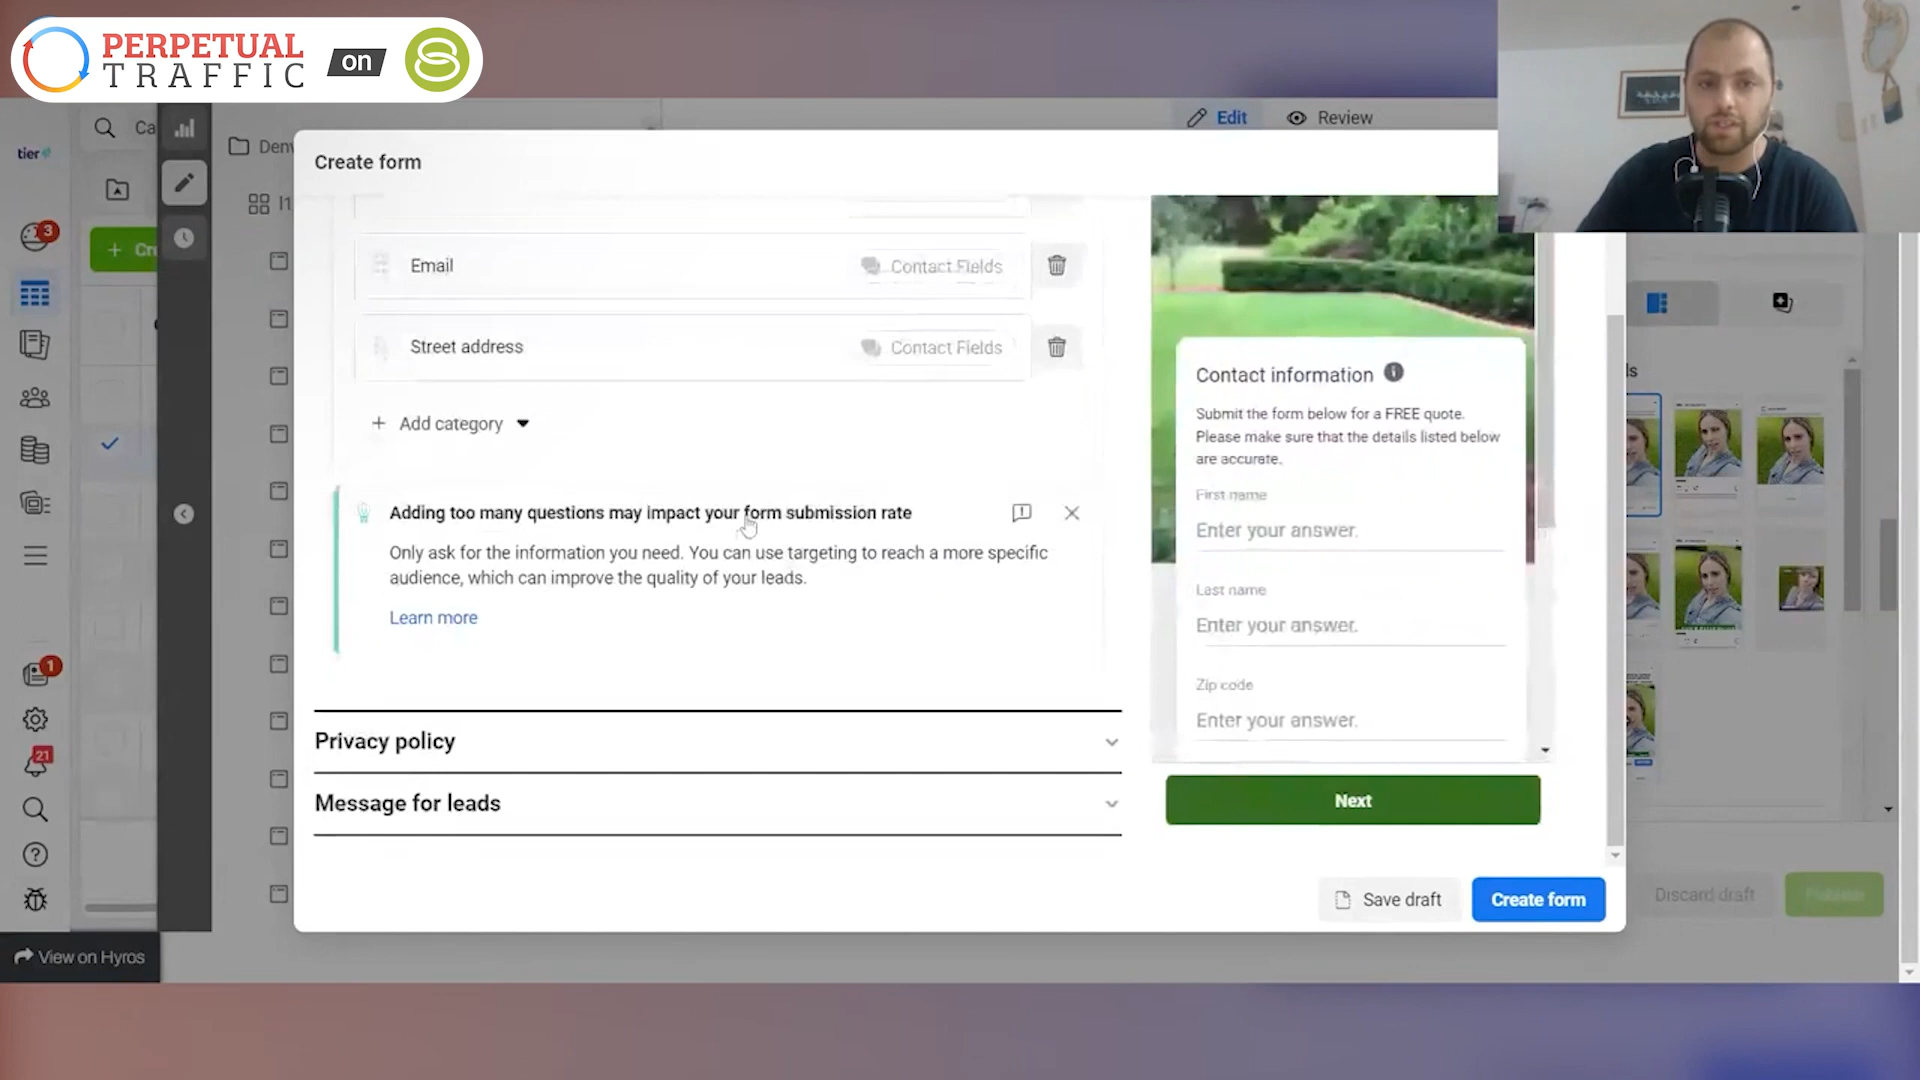 PERPETUAL
TRAFFIC
on
tier
Ca
Denv
Edit
Review
Create form
3
Email
Contact Fields
Street address
Contact Fields
Add category
Adding too many questions may impact your form submission rate
Only ask for the information you need. You can use targeting to reach a more specific
audience, which can improve the quality of your leads.
Learn more
Privacy policy
Message for leads
Contact information
Submit the form below for a FREE quote.
Please make sure that the details listed below
are accurate.
First name
Enter your answer.
Last name
Enter your answer.
Zip code
Enter your answer.
Next
Save draft
Create form
Discard draft
1
21
View on Hyros